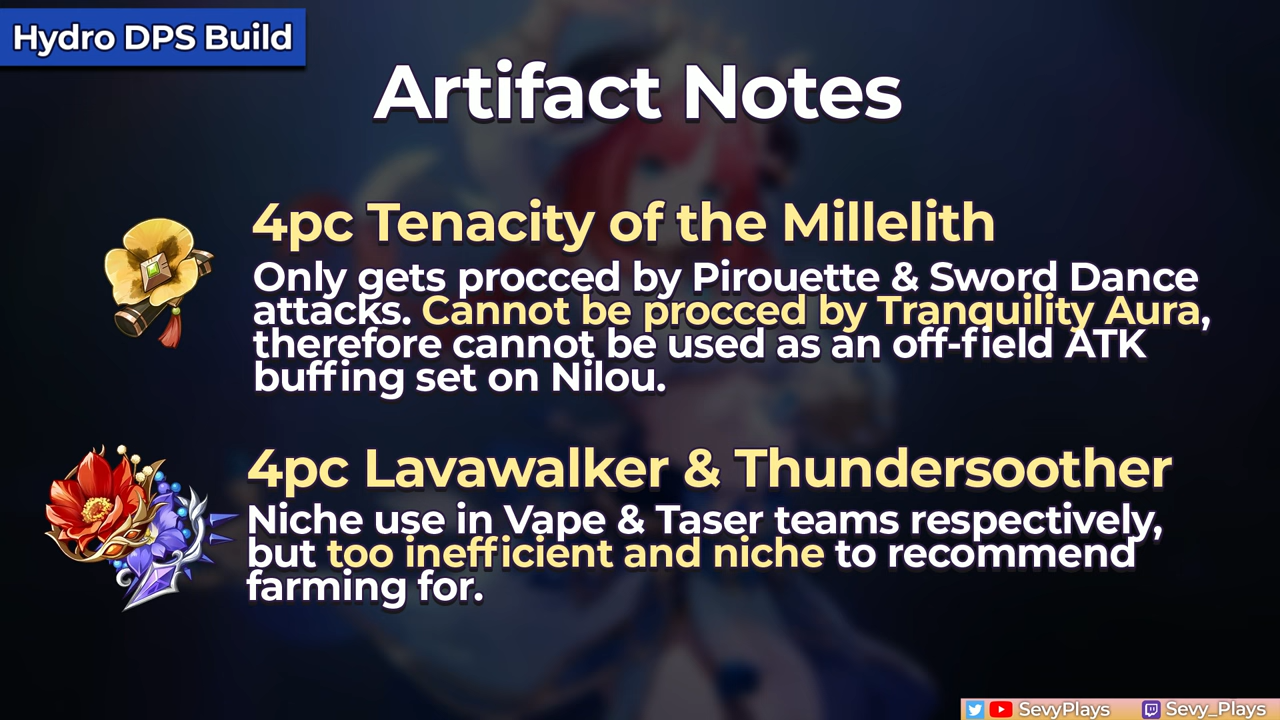 Hydro DPS Build
Artifact Notes
4pc Tenacity of the Millelith
Only gets procced by Pirouette & Sword Dance
attacks. Cannot be procced by Tranquility Aura,
therefore cannot be used as an off-field ATK
buffing set on Nilou.
4pc Lavawalker & Thundersoother
Niche use in Vape & Taser teams respectively,
but too inefficient and niche to recommend
farming for.
SevyPlays
Sevy_Plays